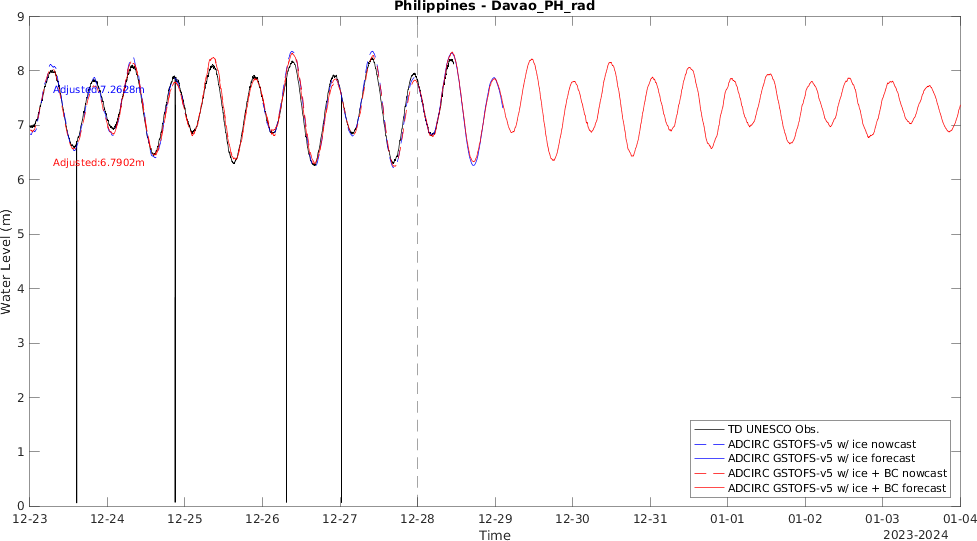 Philippines - Davao_PH_rad
Water Level (m)
9
8
7
6
5
4
3
2
1
0
Adjusted:7.2628m
Adjusted:6.7902m
TD UNESCO Obs.
ADCIRC GSTOFS-v5 w/ ice nowcast
ADCIRC GSTOFS-v5 w/ ice forecast
ADCIRC GSTOFS-v5 w/ ice + BC nowcast
ADCIRC GSTOFS-v5 w/ ice + BC forecast
12-23 12-24 12-25 12-26 12-27 12-28 12-29 12-30 12-31 01-01 01-02 01-03 01-04
Time
2023-2024